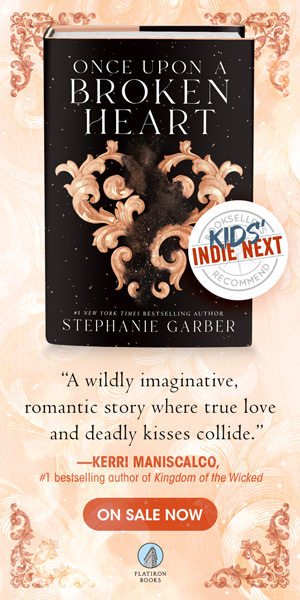 ONCE UPON A
BROKEN
HEART
BOOKSELLERS
KIDS'
INDIE NEXT
RECOMMEND
#1 NEW YORK TIMES BESTSELLING AUTHOR
STEPHANIE GARBER
“A wildly imaginative,
romantic story where true love
and deadly kisses collide.”
—KERRI MANISCALCO,
#1 bestselling author of Kingdom of the Wicked
ON SALE NOW
FLATIRON
BOOKS